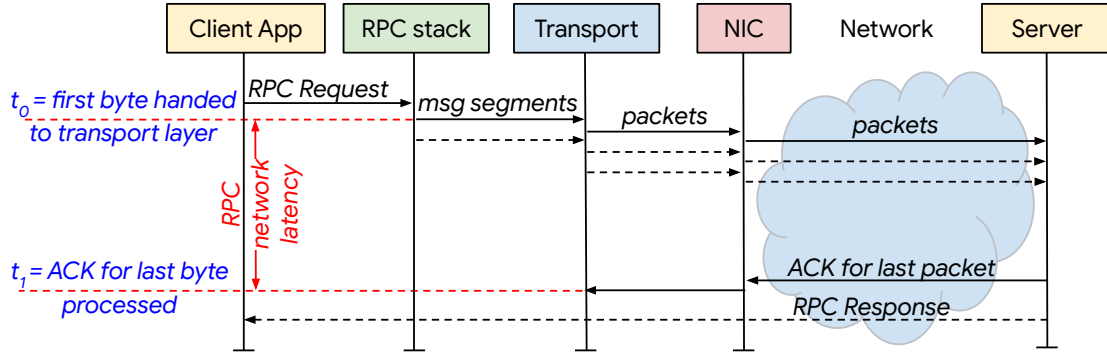 Client App
RPC stack
Transport
NIC
Network
Server
t0 = first byte handed
to transport layer
RPC Request
msg segments
packets
packets
RPC
network
latency
t1 = ACK for last byte
processed
ACK for last packet
RPC Response